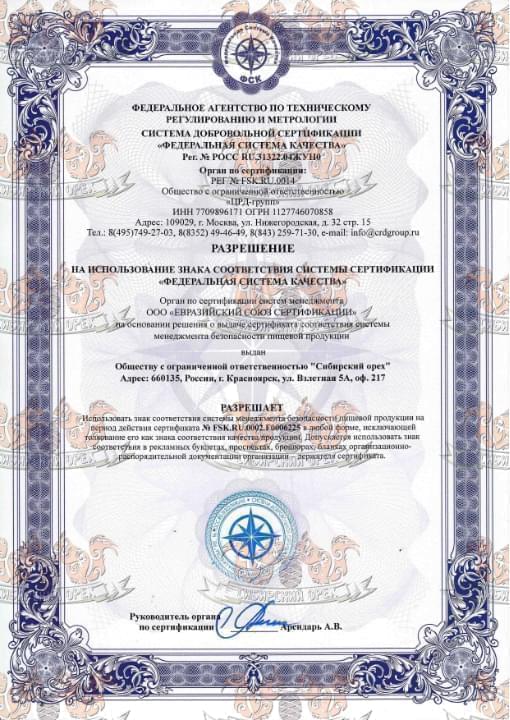 ФСК
ФЕДЕРАЛЬНОЕ АГЕНТСТВО ПО ТЕХНИЧЕСКОМУ
РЕГУЛИРОВАНИЮ И МЕТРОЛОГИИ
СИСТЕМА ДОБРОВОЛЬНОЙ СЕРТИФИКАЦИИ
«ФЕДЕРАЛЬНАЯ СИСТЕМА КАЧЕСТВА»
Рег. № РОСС RU.31322.04ЖУН0
Орган по сертификации:
РЕГ № FSK.RU.0014
Общество с ограниченной ответственностью
«ЦРД-групп»
ИНН 7709896171 ОГРН 1127746070858
Адрес: 109029, г. Москва, ул. Нижегородская, д. 32 стр. 15
Тел.: 8(495)749-27-03, 8(8352) 49-46-49, 8(843) 259-71-30, e-mail: info@crdgroup.ru
РАЗРЕШЕНИЕ
НА ИСПОЛЬЗОВАНИЕ ЗНАКА СООТВЕТСТВИЯ СИСТЕМЫ СЕРТИФИКАЦИИ
«ФЕДЕРАЛЬНАЯ СИСТЕМА КАЧЕСТВА»
Орган по сертификации систем менеджмента
ООО «ЕВРАЗИЙСКИЙ СОЮЗ СЕРТИФИКАЦИИ»
на основании решения о выдаче сертификата соответствия системы
менеджмента безопасности пищевой продукции
выдан
Обществу с ограниченной ответственностью "Сибирский орех"
Адрес: 660135, России, г. Красноярск, ул. Взлетная 5А, оф. 217
РАЗРЕШАЕТ
Использовать знак соответствия системы менеджмента безопасности пищевой продукции на
период действия сертификата № FSK.RU.0002.F0006225 в любой форме, исключающей
толкование его как знака соответствия качества продукции. Допускается использовать знак
соответствия в рекламных буклетах, проспектах, брошюрах, бланках организационно-
распорядительной документации организации – держателя сертификата.
Руководитель органа
по сертификации Арендарь А.В.
СИБИРСКИЙ ОРЕХ